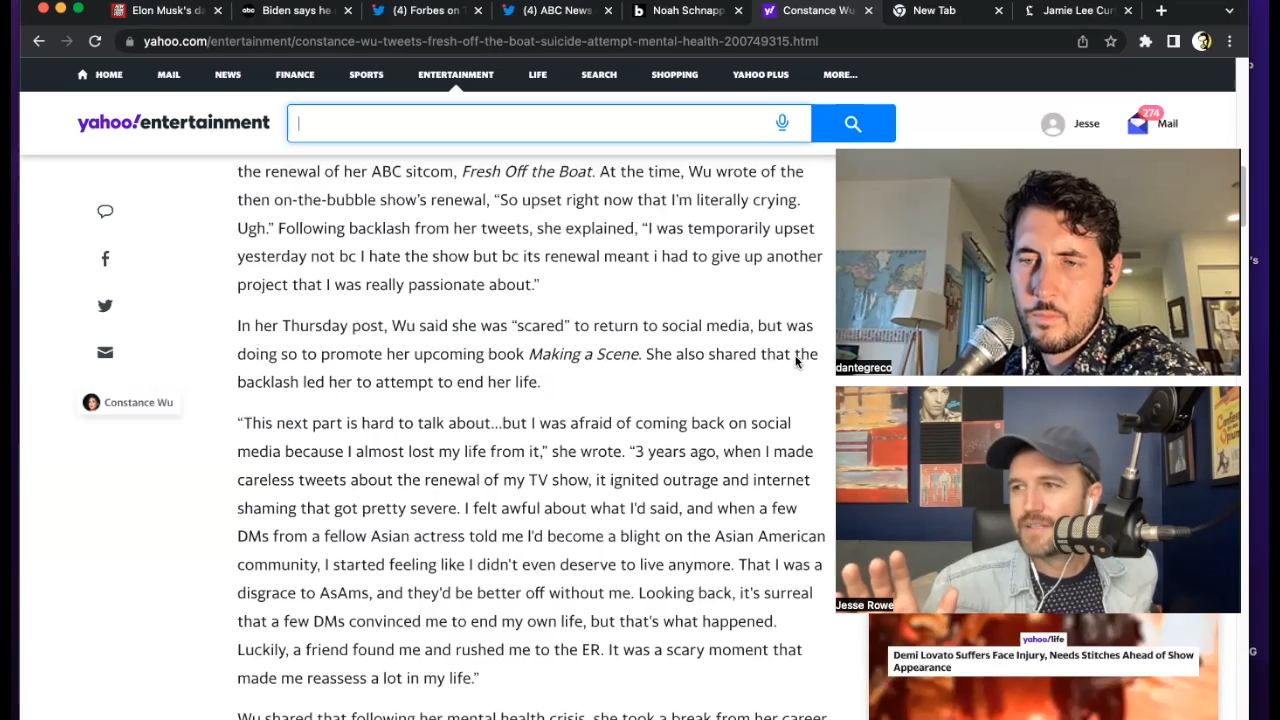 Elon Musk's da
Biden says he
(4) Forbes on T
(4) ABC News
Noah Schnapp
Constance Wu
New Tab
Jamie Lee Cur
yahoo.com/entertainment/constance-wu-tweets-fresh-off-the-boat-suicide-attempt-mental-health-200749315.html
HOME MAIL NEWS FINANCE SPORTS ENTERTAINMENT LIFE SEARCH SHOPPING YAHOO PLUS MORE...
yahoo!entertainment
Jesse
274
Mail
the renewal of her ABC sitcom, Fresh Off the Boat. At the time, Wu wrote of the
then on-the-bubble show's renewal, “So upset right now that I'm literally crying.
Ugh.” Following backlash from her tweets, she explained, “I was temporarily upset
yesterday not bc I hate the show but bc its renewal meant i had to give up another
project that I was really passionate about.”
In her Thursday post, Wu said she was “scared” to return to social media, but was
doing so to promote her upcoming book Making a Scene. She also shared that the
backlash led her to attempt to end her life.
Constance Wu
“This next part is hard to talk about...but I was afraid of coming back on social
media because I almost lost my life from it,” she wrote. “3 years ago, when I made
careless tweets about the renewal of my TV show, it ignited outrage and internet
shaming that got pretty severe. I felt awful about what I'd said, and when a few
DMs from a fellow Asian actress told me I'd become a blight on the Asian American
community, I started feeling like I didn't even deserve to live anymore. That I was a
disgrace to AsAms, and they'd be better off without me. Looking back, it's surreal
that a few DMs convinced me to end my own life, but that's what happened.
Luckily, a friend found me and rushed me to the ER. It was a scary moment that
made me reassess a lot in my life.”
Wu shared that following her mental health crisis, she took a break from her career
dantegreco
Jesse Rowe
yahoo/life
Demi Lovato Suffers Face Injury, Needs Stitches Ahead of Show
Appearance